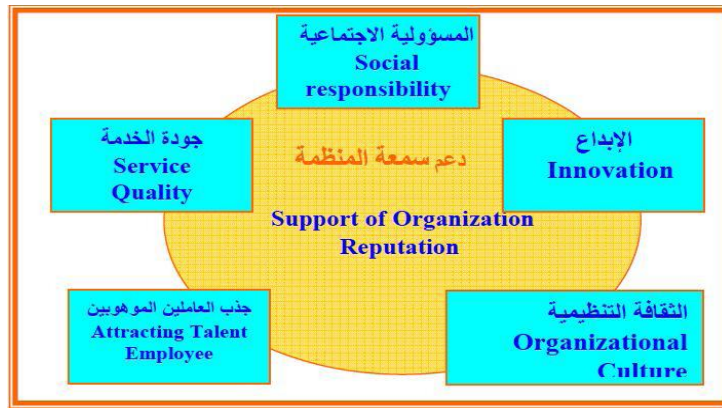 المسؤولية الاجتماعية
Social
responsibility
جودة الخدمة
Service
Quality
الإبداع
Innovation
دعم سمعة المنظمة
Support of Organization
Reputation
جذب العاملين الموهوبين
Attracting Talent
Employee
الثقافة التنظيمية
Organizational
Culture